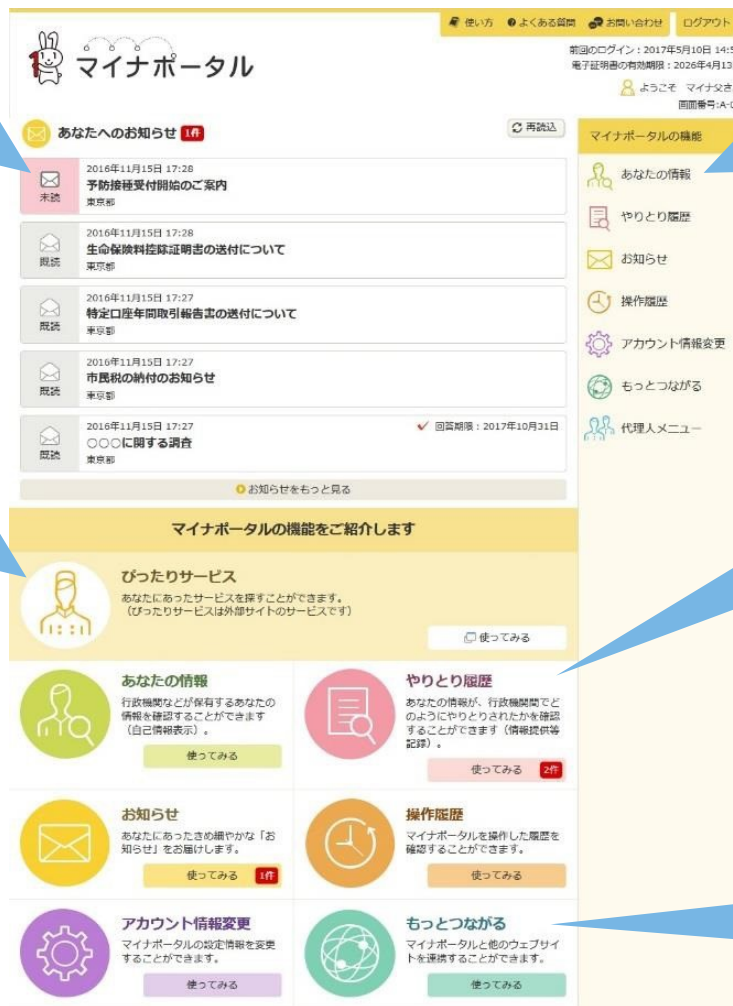 使い方 よくある質問 お問い合わせ ログアウト
マイナポータル
前回のログイン：2017年5月10日 14:5
電子証明書の有効期限：2026年4月13
ようこそ マイナ父さ
画面番号:A-0
あなたへのお知らせ 1件
再読込
未読
2016年11月15日 17:28
予防接種受付開始のご案内
東京都
既読
2016年11月15日 17:28
生命保険料控除証明書の送付について
東京都
既読
2016年11月15日 17:27
特定口座年間取引報告書の送付について
東京都
既読
2016年11月15日 17:27
市民税の納付のお知らせ
東京都
既読
2016年11月15日 17:27
○○○に関する調査
東京都
回答期限：2017年10月31日
お知らせをもっと見る
マイナポータルの機能
あなたの情報
やりとり履歴
お知らせ
操作履歴
アカウント情報変更
もっとつながる
代理人メニュー
マイナポータルの機能をご紹介します
ぴったりサービス
あなたにあったサービスを探すことができます。
（ぴったりサービスは外部サイトのサービスです）
使ってみる
あなたの情報
行政機関などが保有するあなたの
情報を確認することができます
（自己情報表示）。
使ってみる
やりとり履歴
あなたの情報が、行政機関間でど
のようにやりとりされたかを確認
することができます（情報提供等
記録）。
使ってみる 2件
お知らせ
あなたにあったきめ細やかな「お
知らせ」をお届けします。
使ってみる 1件
操作履歴
マイナポータルを操作した履歴を
確認することができます。
使ってみる
アカウント情報変更
マイナポータルの設定情報を変更
することができます。
使ってみる
もっとつながる
マイナポータルと他のウェブサイ
トを連携することができます。
使ってみる